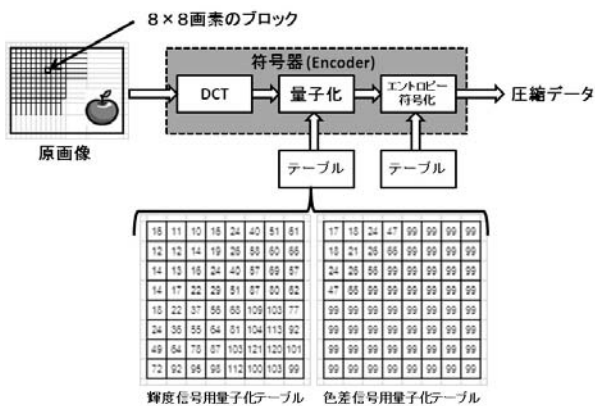 8×8画素のブロック
符号器(Encoder)
DCT
量子化
エントロピー
符号化
圧縮データ
原画像
テーブル
テーブル
16 11 10 16 24 40 51 61
12 12 14 19 26 58 60 55
14 13 16 24 40 57 69 57
14 17 22 29 51 87 80 62
18 22 37 56 68 109 103 77
24 36 55 64 81 104 113 92
49 64 78 87 103 121 120 101
72 92 95 98 112 100 103 99
17 18 24 47 99 99 99 99
18 21 26 66 99 99 99 99
24 26 56 99 99 99 99 99
47 66 99 99 99 99 99 99
99 99 99 99 99 99 99 99
99 99 99 99 99 99 99 99
99 99 99 99 99 99 99 99
99 99 99 99 99 99 99 99
輝度信号用量子化テーブル
色差信号用量子化テーブル